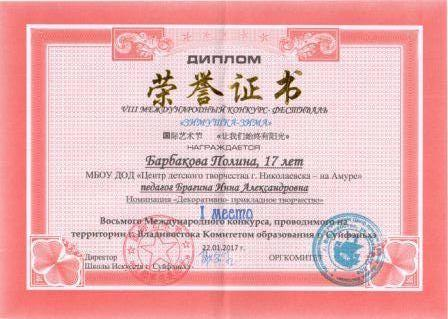 ДИПЛОМ
荣誉证书
VIII МЕЖДУНАРОДНЫЙ КОНКУРС- ФЕСТИВАЛЬ
«ЗИМУШКА-ЗИМА»
国际艺术节 《让我们始终有阳光》
НАГРАЖДАЕТСЯ
Барбакова Полина, 17 лет
МБОУ ДОД «Центр детского творчества г. Николаевска – на Амуре»
педагог Брагина Инна Александровна
Номинация «Декоративно- прикладное творчество»
I место
Восьмого Международного конкурса, проводимого на
территории г. Владивостока Комитетом образования г. Суйфэньхэ
22.01.2017 г.
Директор ОРГКОМИТЕТ
Школы Искусств г. Суйфэньхэ